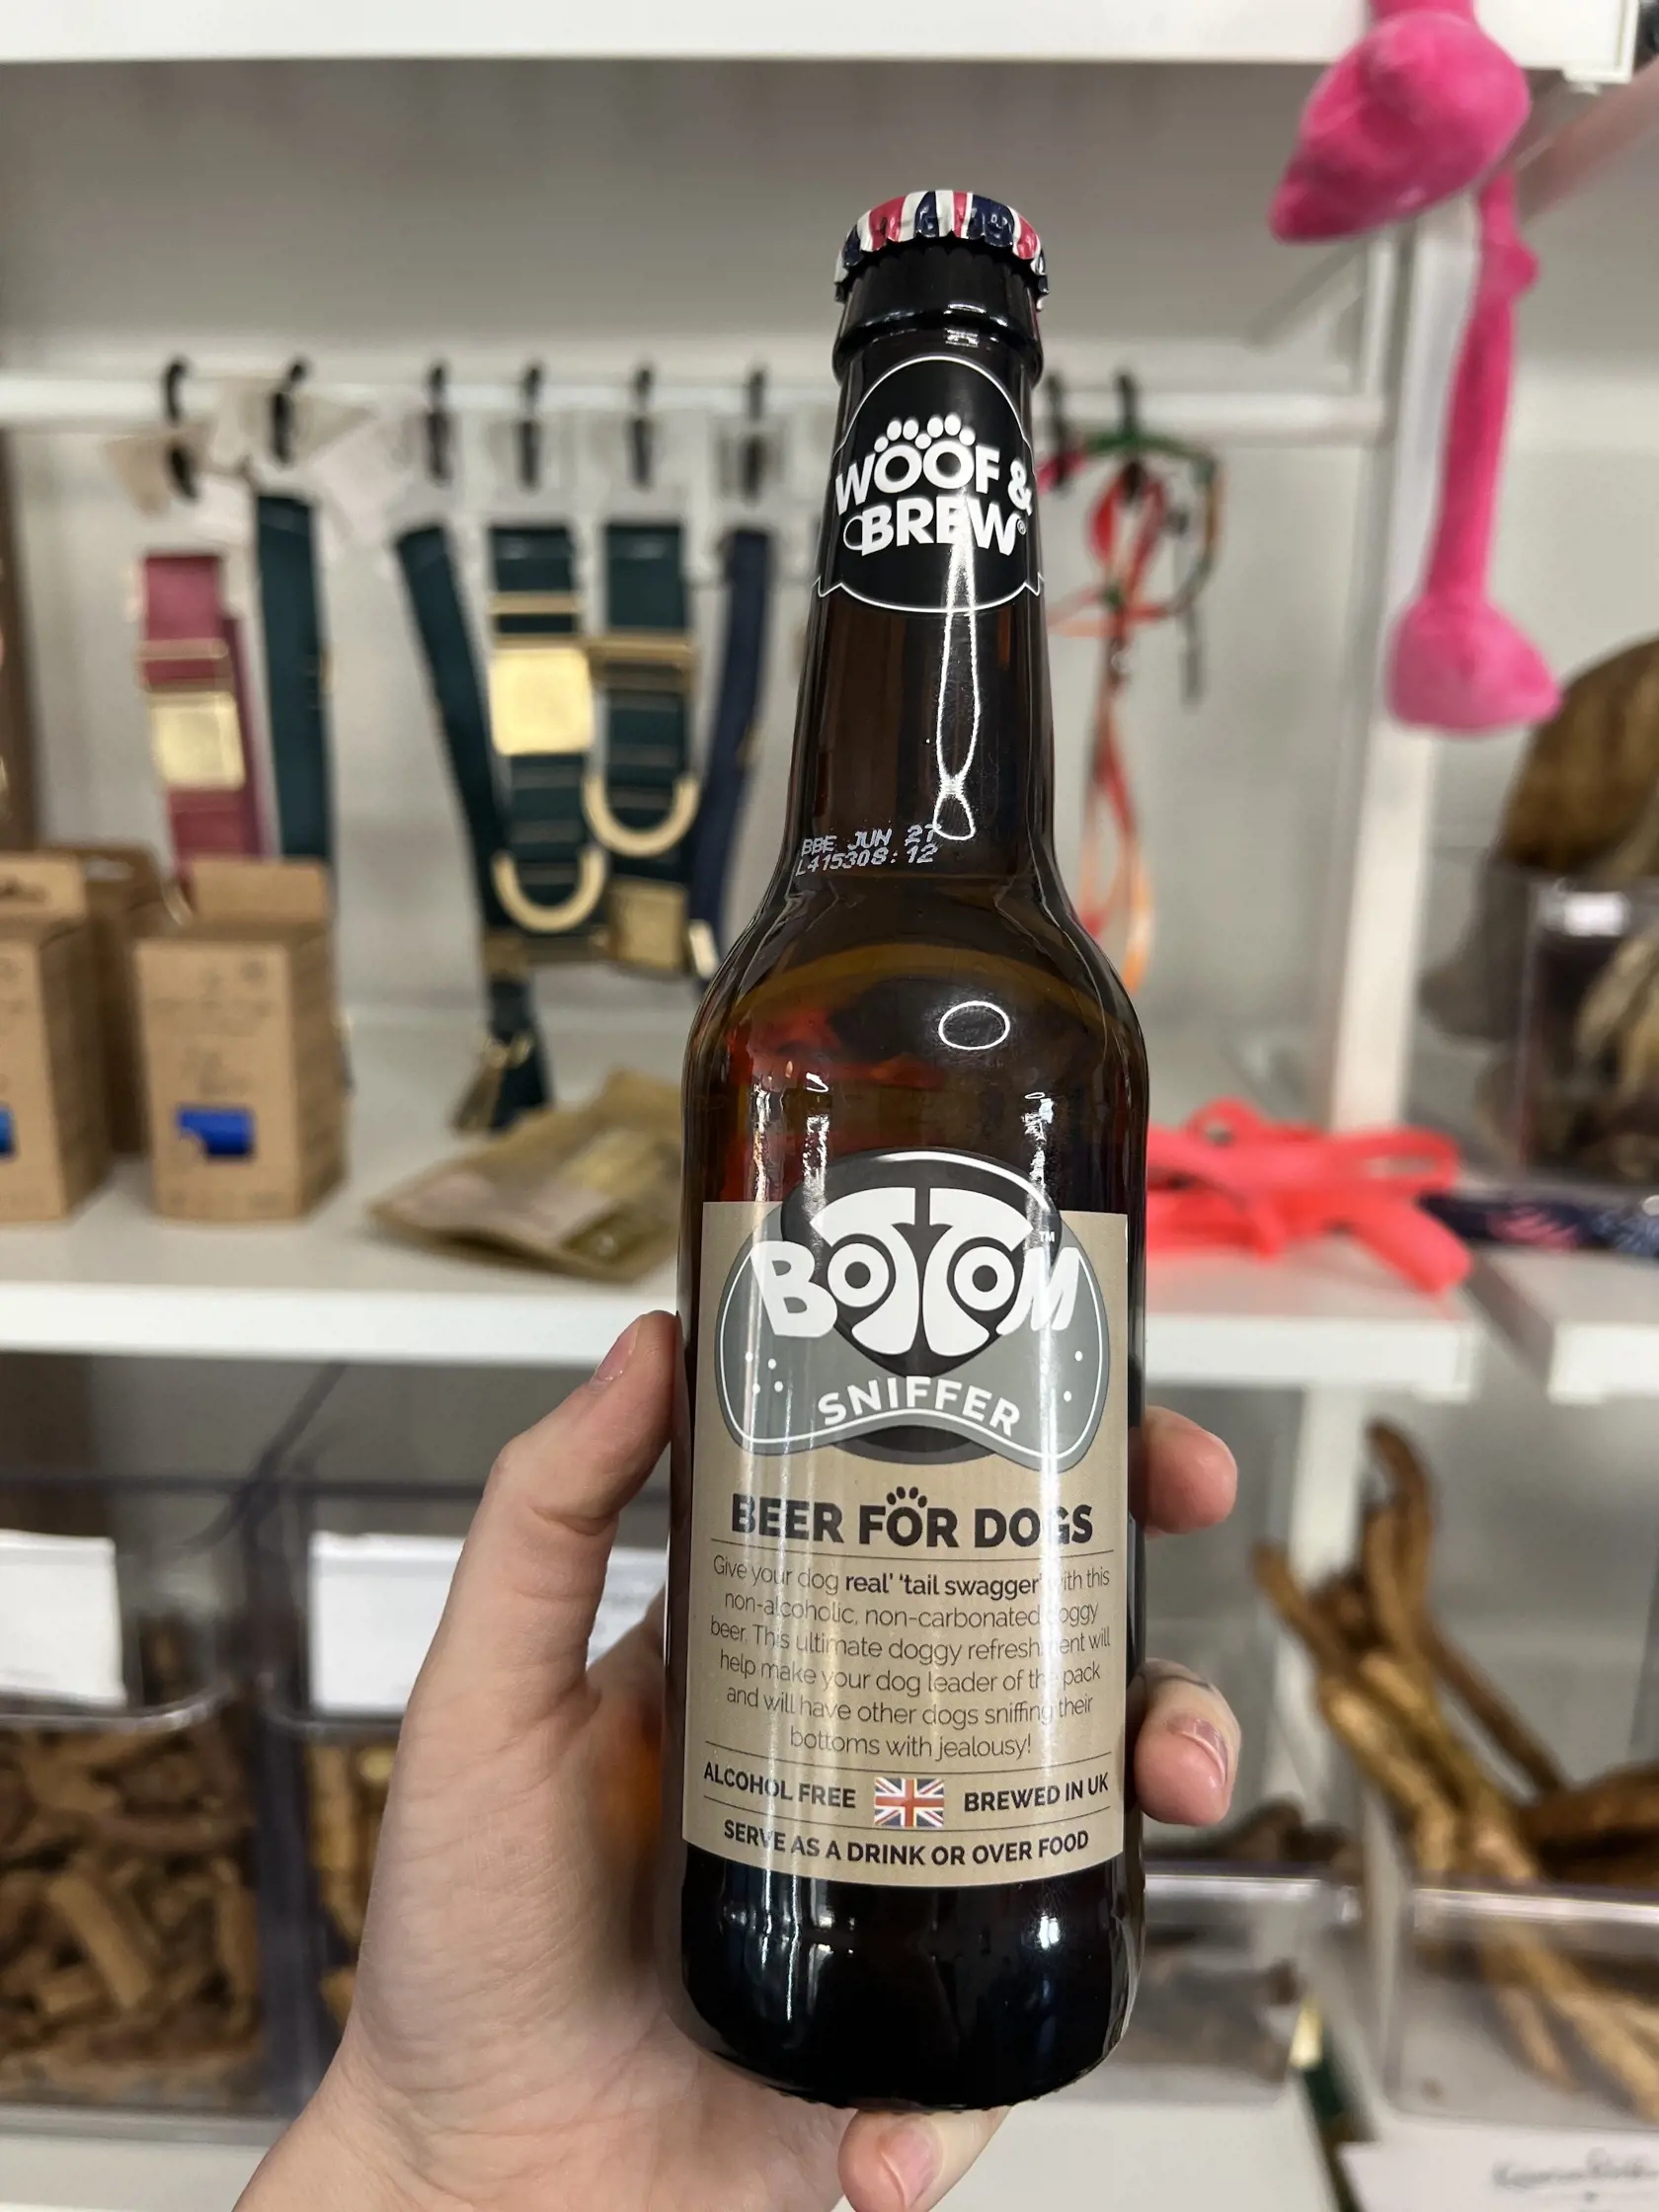 WOOF &
BREW®
BBE JUN 27
L415308:12
BOTTOM™
SNIFFER
BEER FOR DOGS
Give your dog real' 'tail swagger' with this
non-alcoholic, non-carbonated doggy
beer. This ultimate doggy refreshment will
help make your dog leader of the pack
and will have other dogs sniffing their
bottoms with jealousy!
ALCOHOL FREE BREWED IN UK
SERVE AS A DRINK OR OVER FOOD